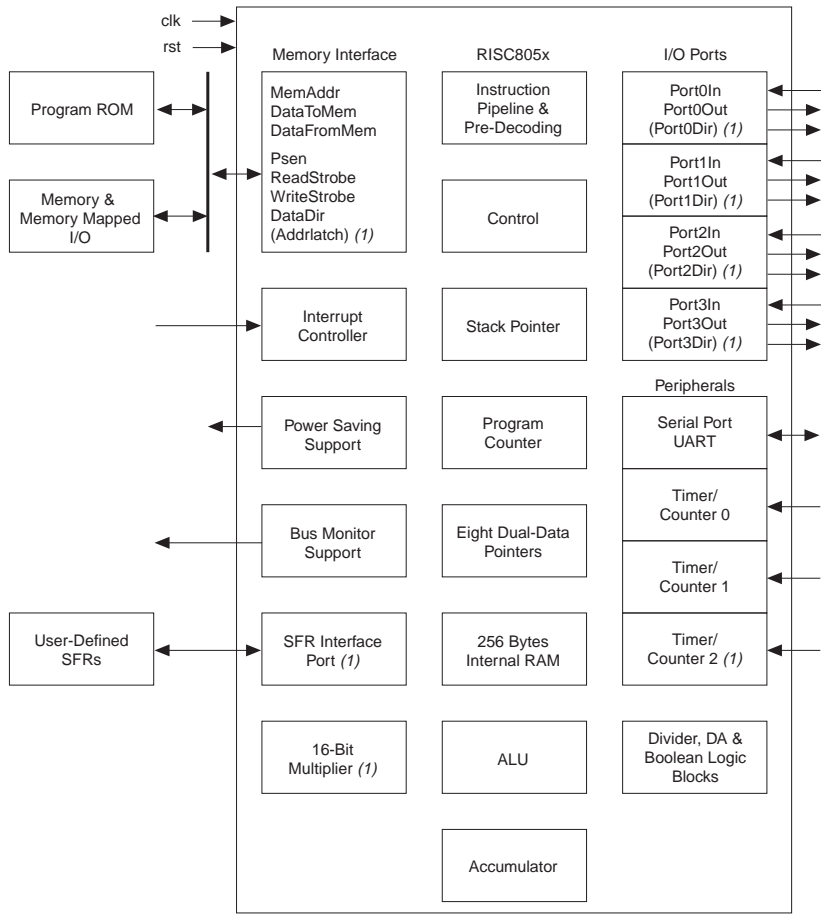 clk
rst
Memory Interface
RISC805x
I/O Ports
Program ROM
Memory &
Memory Mapped
I/O
MemAddr
DataToMem
DataFromMem
Psen
ReadStrobe
WriteStrobe
DataDir
(Addrlatch) (1)
Instruction
Pipeline &
Pre-Decoding
Control
Port0In
Port0Out
(Port0Dir) (1)
Port1In
Port1Out
(Port1Dir) (1)
Port2In
Port2Out
(Port2Dir) (1)
Port3In
Port3Out
(Port3Dir) (1)
Interrupt
Controller
Stack Pointer
Peripherals
Power Saving
Support
Program
Counter
Serial Port
UART
Timer/
Counter 0
Bus Monitor
Support
Eight Dual-Data
Pointers
Timer/
Counter 1
User-Defined
SFRs
SFR Interface
Port (1)
256 Bytes
Internal RAM
Timer/
Counter 2 (1)
16-Bit
Multiplier (1)
ALU
Divider, DA &
Boolean Logic
Blocks
Accumulator